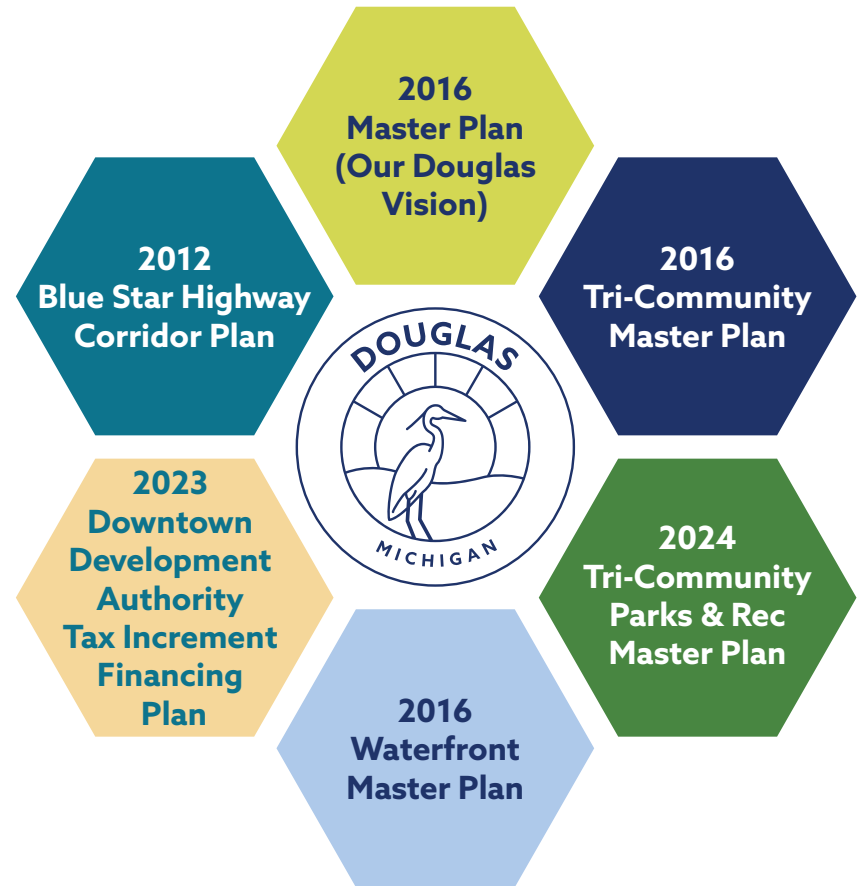 2016
Master Plan
(Our Douglas
Vision)
2012
Blue Star Highway
Corridor Plan
2016
Tri-Community
Master Plan
DOUGLAS
MICHIGAN
2023
Downtown
Development
Authority
Tax Increment
Financing
Plan
2024
Tri-Community
Parks & Rec
Master Plan
2016
Waterfront
Master Plan